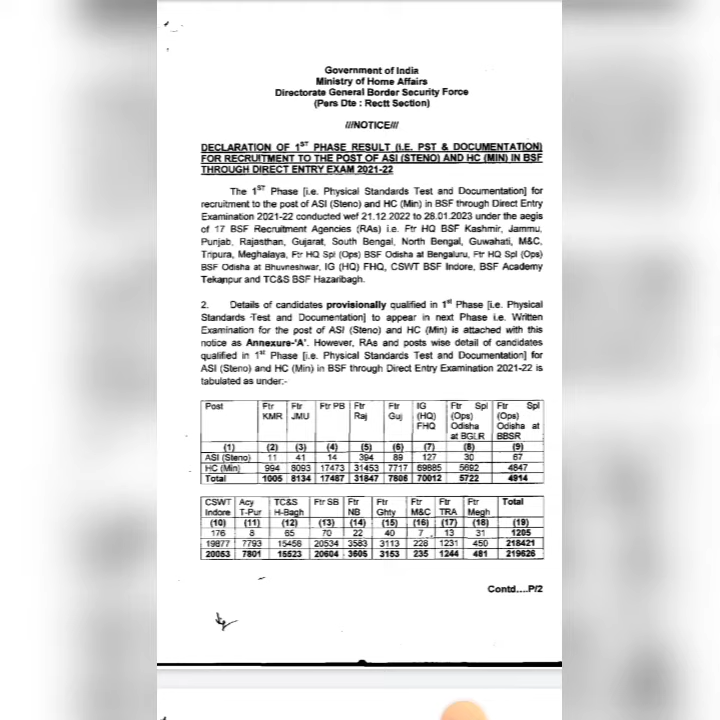 Government of India
Ministry of Home Affairs
Directorate General Border Security Force
(Pers Dte : Rectt Section)
///NOTICE///
DECLARATION OF 1ST PHASE RESULT (I.E. PST & DOCUMENTATION)
FOR RECRUITMENT TO THE POST OF ASI (STENO) AND HC (MIN) IN BSF
THROUGH DIRECT ENTRY EXAM 2021-22
The 1ST Phase [i.e. Physical Standards Test and Documentation] for
recruitment to the post of ASI (Steno) and HC (Min) in BSF through Direct Entry
Examination 2021-22 conducted wef 21.12.2022 to 28.01.2023 under the aegis
of 17 BSF Recruitment Agencies (RAs) i.e. Ftr HQ BSF Kashmir, Jammu,
Punjab, Rajasthan, Gujarat, South Bengal, North Bengal, Guwahati, M&C,
Tripura, Meghalaya, Ftr HQ Spl (Ops) BSF Odisha at Bengaluru, Ftr HQ Spl (Ops)
BSF Odisha at Bhuvneshwar, IG (HQ) FHQ, CSWT BSF Indore, BSF Academy
Tekanpur and TC&S BSF Hazaribagh.
2. Details of candidates provisionally qualified in 1st Phase [i.e. Physical
Standards Test and Documentation] to appear in next Phase i.e. Written
Examination for the post of ASI (Steno) and HC (Min) is attached with this
notice as Annexure-'A'. However, RAs and posts wise detail of candidates
qualified in 1st Phase [i.e. Physical Standards Test and Documentation] for
ASI (Steno) and HC (Min) in BSF through Direct Entry Examination 2021-22 is
tabulated as under:-
Post Ftr KMR Ftr JMU Ftr PB Ftr Raj Ftr Guj IG (HQ) FHQ Ftr Spl (Ops) Odisha at BGLR Ftr Spl (Ops) Odisha at BBSR
(1) (2) (3) (4) (5) (6) (7) (8) (9)
ASI (Steno) 11 41 14 394 89 127 30 67
HC (Min) 994 8093 17473 31453 7717 69885 5692 4847
Total 1005 8134 17487 31847 7806 70012 5722 4914
CSWT Indore Acy T-Pur TC&S H-Bagh Ftr SB Ftr NB Ftr Ghty Ftr M&C Ftr TRA Ftr Megh Total
(10) (11) (12) (13) (14) (15) (16) (17) (18) (19)
176 8 65 70 22 40 7 13 31 1205
19877 7793 15458 20534 3583 3113 228 1231 450 218421
20053 7801 15523 20604 3605 3153 235 1244 481 219626
Contd....P/2